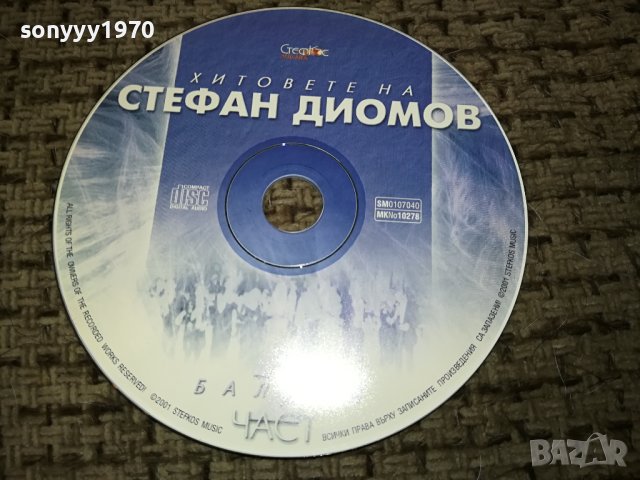 sonyyy1970
Стефкос
ХИТОВЕТЕ НА
СТЕФАН ДИОМОВ
COMPACT
disc
DIGITAL AUDIO
SM0107040
MKNo10278
ALL RIGHTS OF THE OWNERS OF THE RECORDED WORKS RESERVED! ©2001 STEFKOS MUSIC
ВСИЧКИ ПРАВА ВЪРХУ ЗАПИСАНИТЕ ПРОИЗВЕДЕНИЯ СА ЗАПАЗЕНИ! ©2001 STEFKOS MUSIC
ЧАСТ
BAZAR